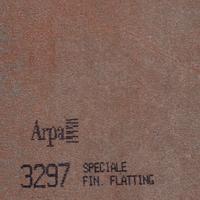 Arpa
3297 SPECIALE
FIN. FLATTING